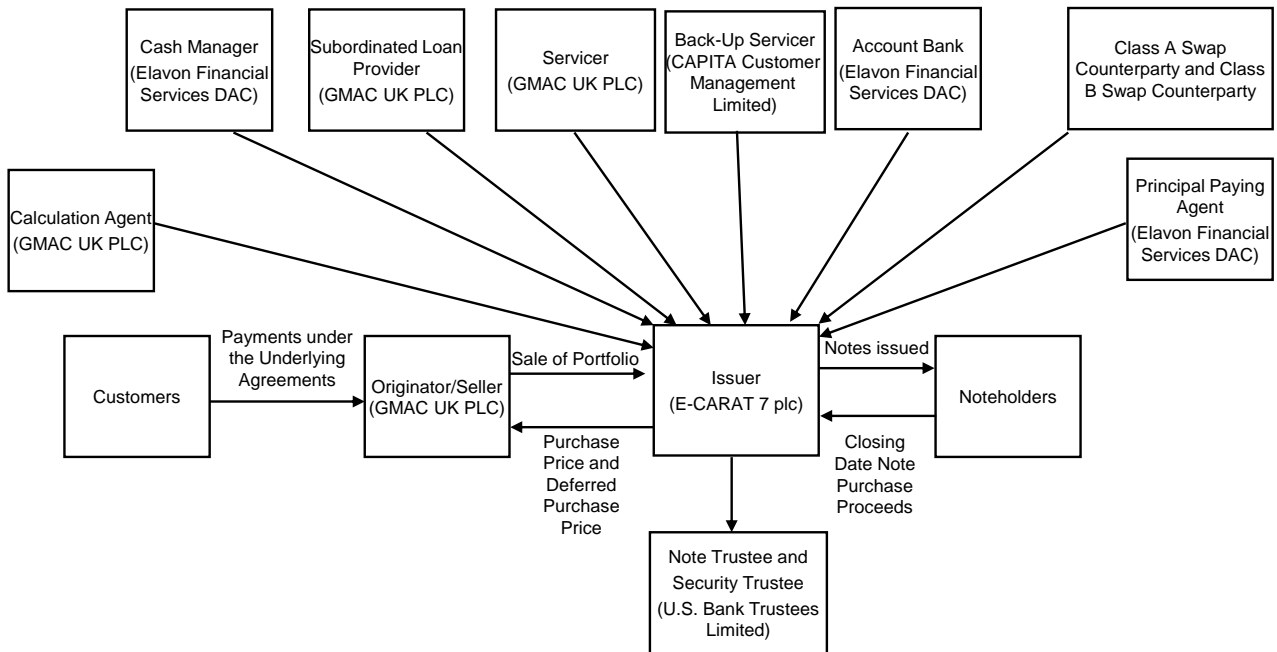 Cash Manager
(Elavon Financial
Services DAC)
Subordinated Loan
Provider
(GMAC UK PLC)
Servicer
(GMAC UK PLC)
Back-Up Servicer
(CAPITA Customer
Management
Limited)
Account Bank
(Elavon Financial
Services DAC)
Class A Swap
Counterparty and Class
B Swap Counterparty
Calculation Agent
(GMAC UK PLC)
Principal Paying
Agent
(Elavon Financial
Services DAC)
Customers
Payments under
the Underlying
Agreements
Originator/Seller
(GMAC UK PLC)
Sale of Portfolio
Purchase
Price and
Deferred
Purchase
Price
Issuer
(E-CARAT 7 plc)
Notes issued
Closing
Date Note
Purchase
Proceeds
Noteholders
Note Trustee and
Security Trustee
(U.S. Bank Trustees
Limited)